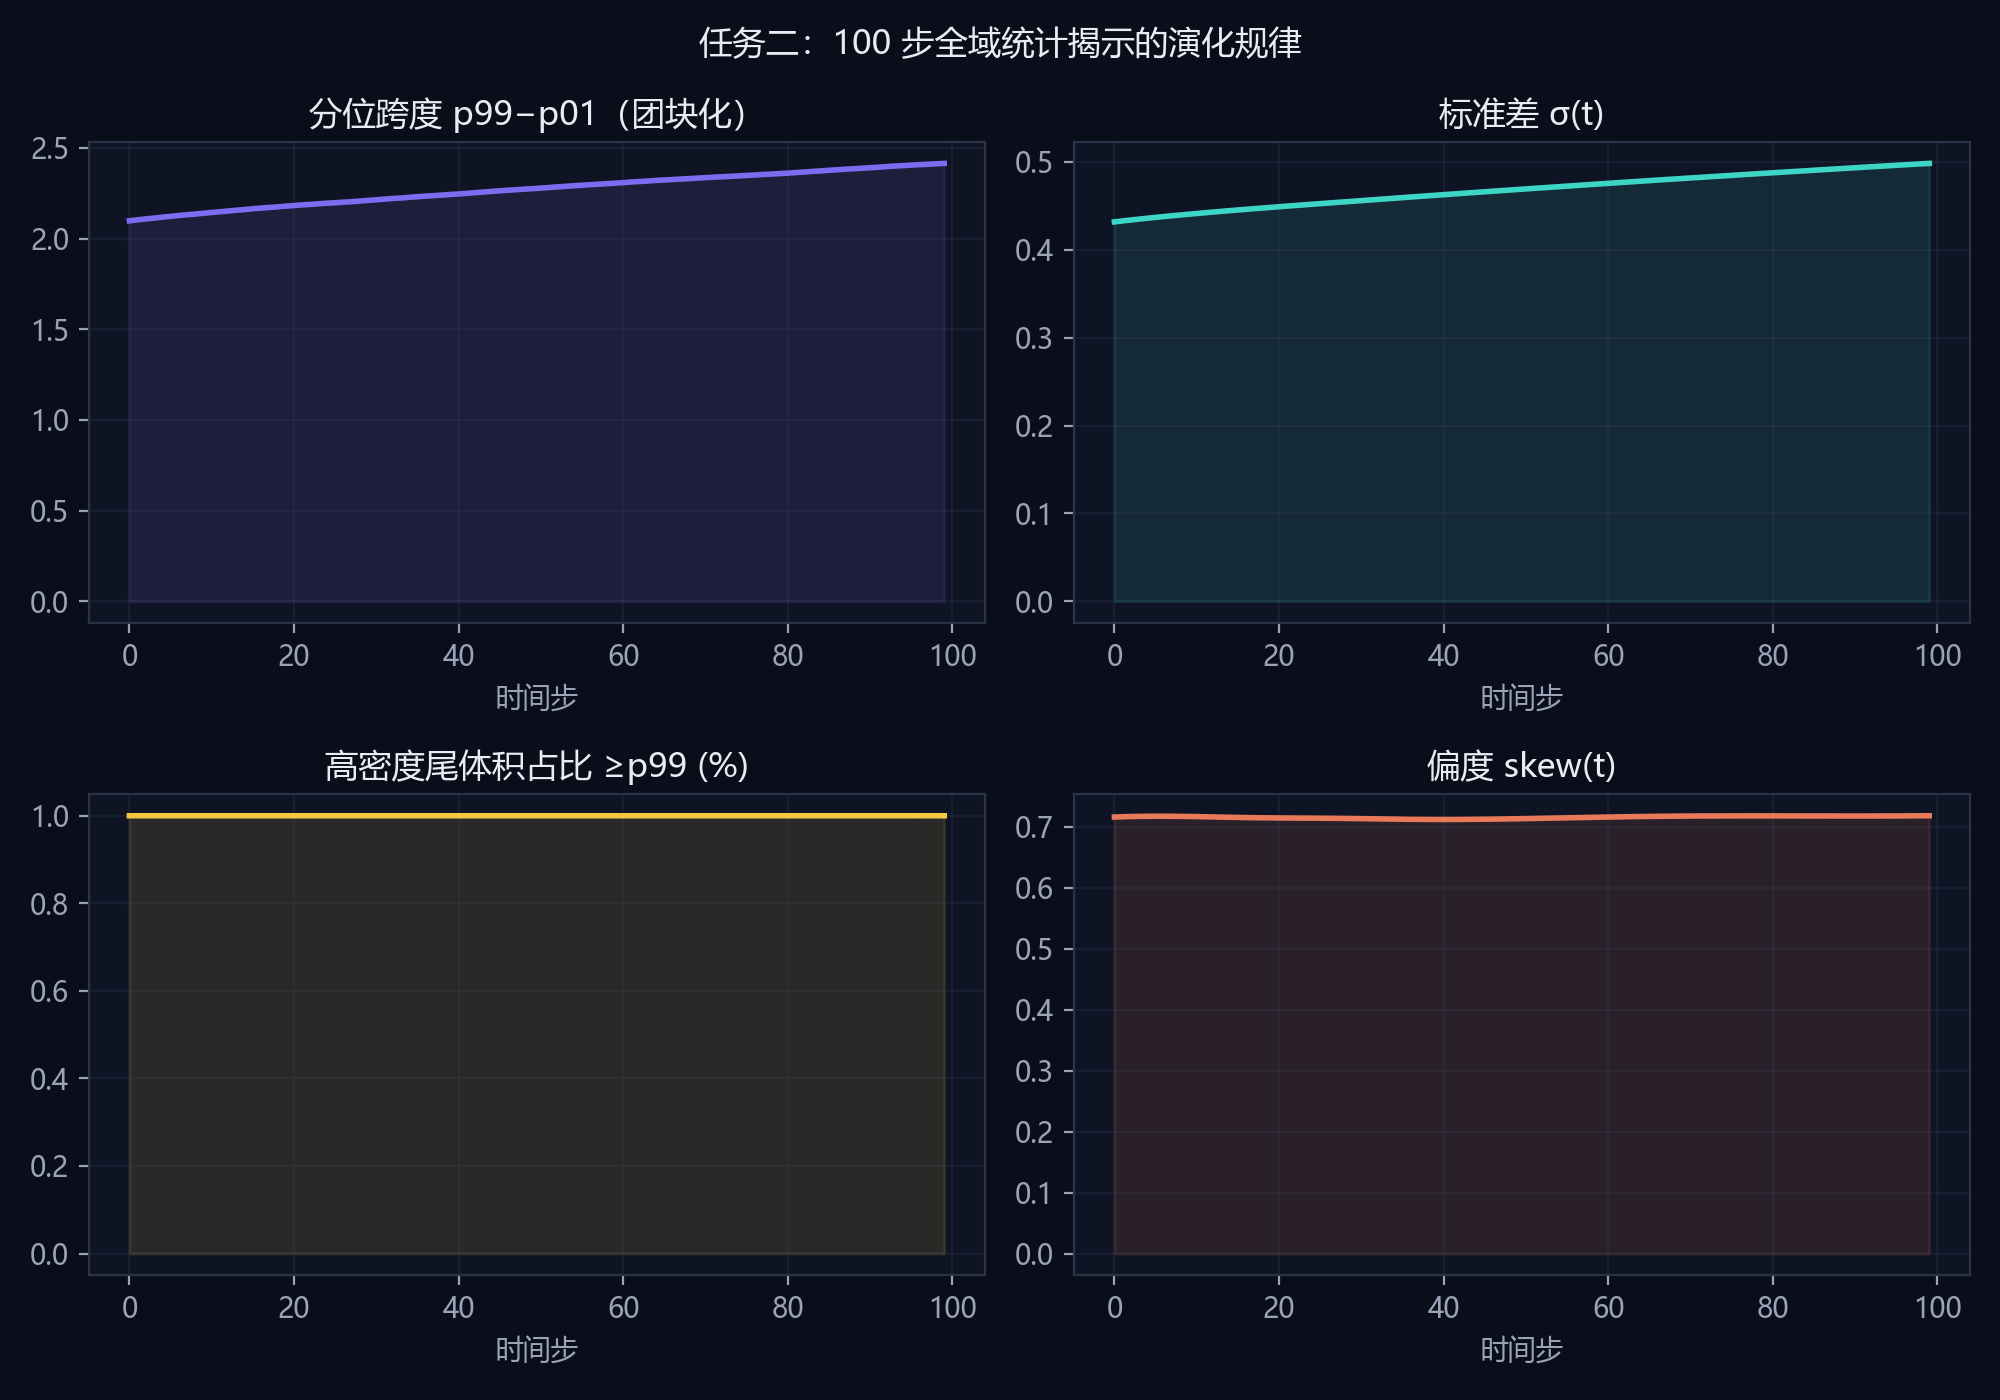 任务二：100 步全域统计揭示的演化规律
分位跨度 p99−p01（团块化）
2.5
2.0
1.5
1.0
0.5
0.0
0 20 40 60 80 100
时间步
标准差 σ(t)
0.5
0.4
0.3
0.2
0.1
0.0
0 20 40 60 80 100
时间步
高密度尾体积占比 ≥p99 (%)
1.0
0.8
0.6
0.4
0.2
0.0
0 20 40 60 80 100
时间步
偏度 skew(t)
0.7
0.6
0.5
0.4
0.3
0.2
0.1
0.0
0 20 40 60 80 100
时间步